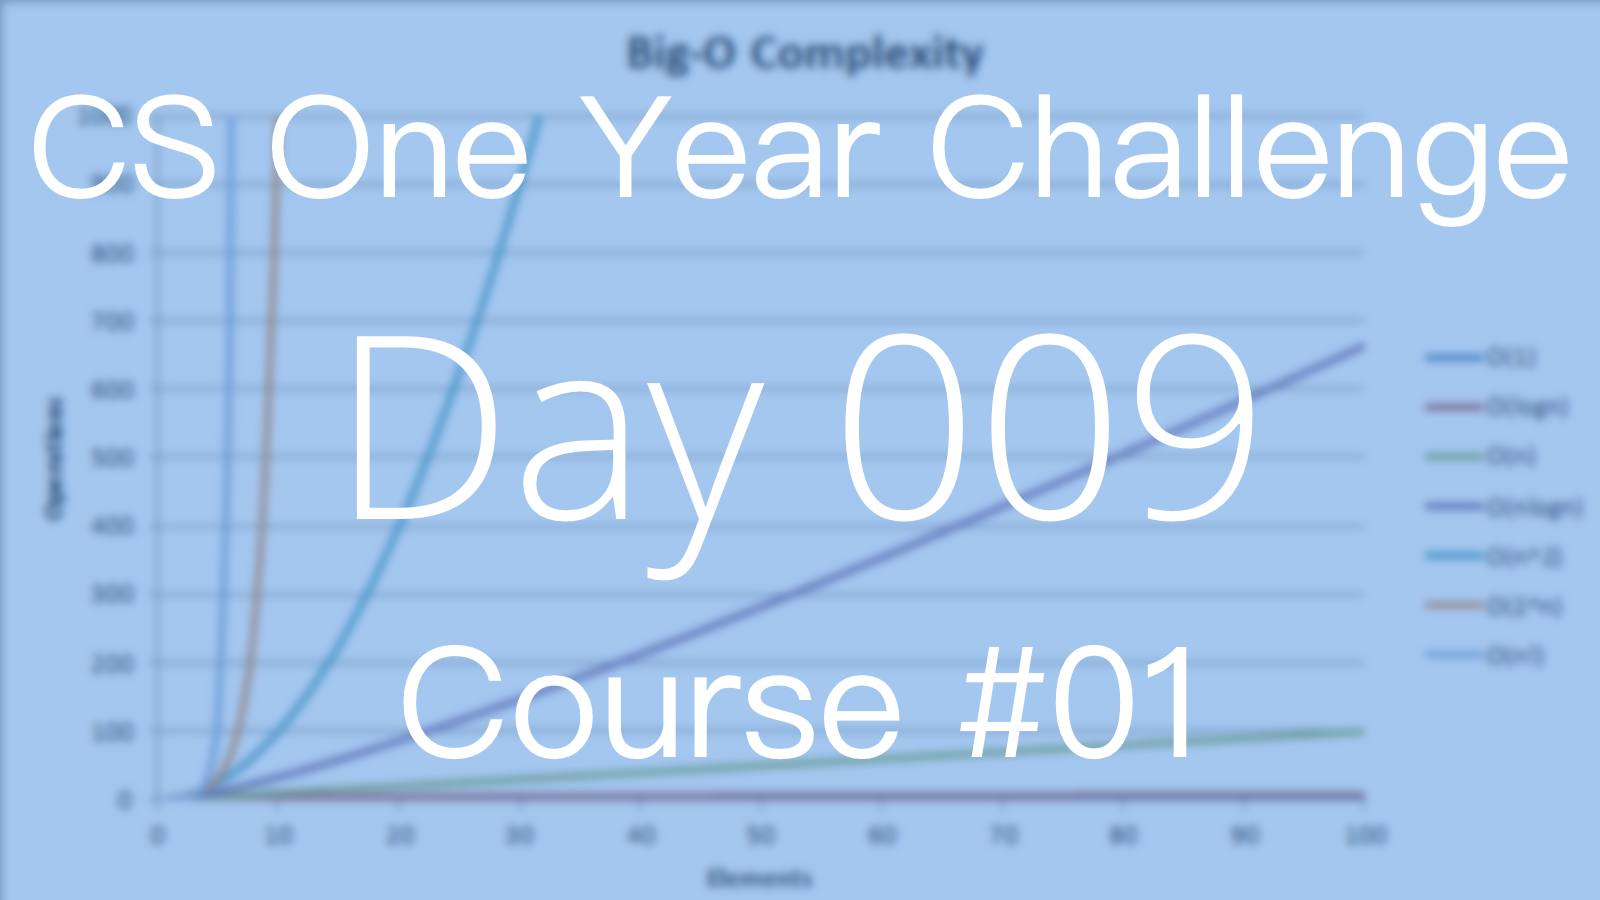 Big-O Complexity
CS One Year Challenge
800
700
600
500
400
300
200
100
0
Operations
Day 009
Course #01
O(1)
O(logn)
O(n)
O(nlogn)
O(n^2)
O(2^n)
O(n!)
0 10 20 30 40 50 60 70 80 90 100
Elements